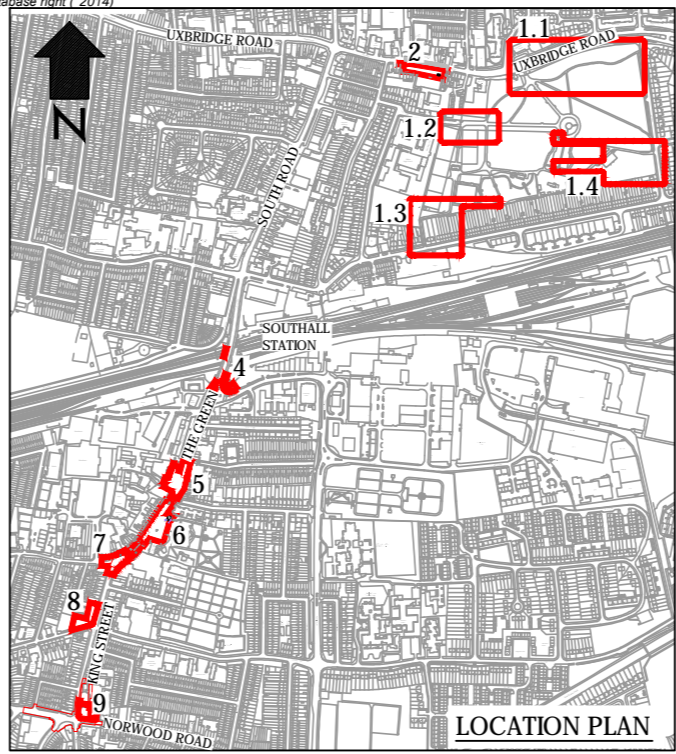 tabase right ( 2014)
UXBRIDGE ROAD
1.1
UXBRIDGE ROAD
2
N
1.2
SOUTH ROAD
1.3
1.4
SOUTHALL
STATION
4
THE GREEN
5
6
7
8
KING STREET
9
NORWOOD ROAD
LOCATION PLAN